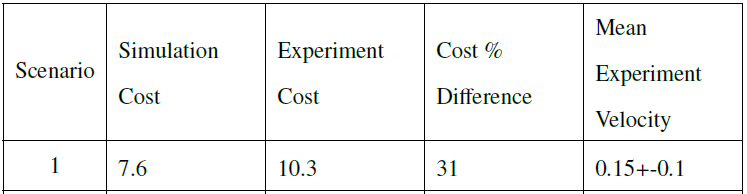 Scenario
Simulation
Cost
Experiment
Cost
Cost %
Difference
Mean
Experiment
Velocity
1
7.6
10.3
31
0.15+-0.1